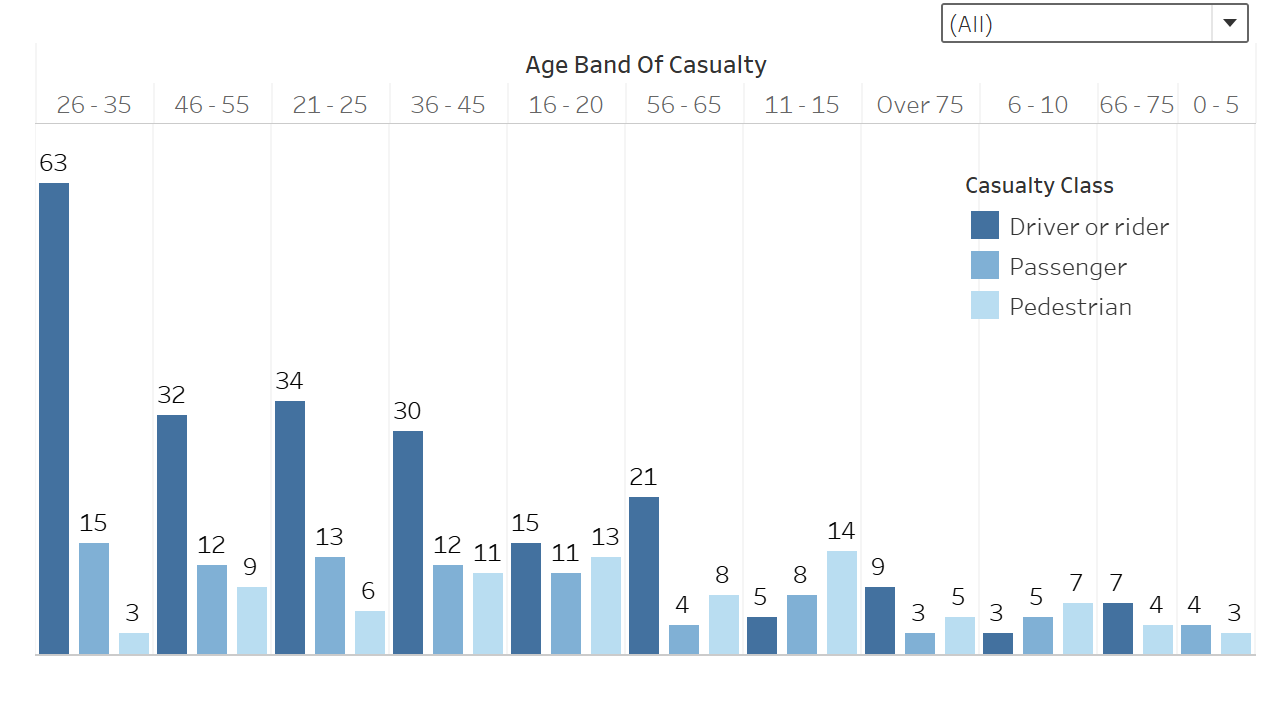 (All)
Age Band Of Casualty
26 - 35 46 - 55 21 - 25 36 - 45 16 - 20 56 - 65 11 - 15 Over 75 6 - 10 66 - 75 0 - 5
63
Casualty Class
Driver or rider
Passenger
Pedestrian
34
32
30
21
15 13 12 12 15 11 13 14
11
9 6 8 8 9
3 4 5 3 5 3 5 7 7 4 4 3